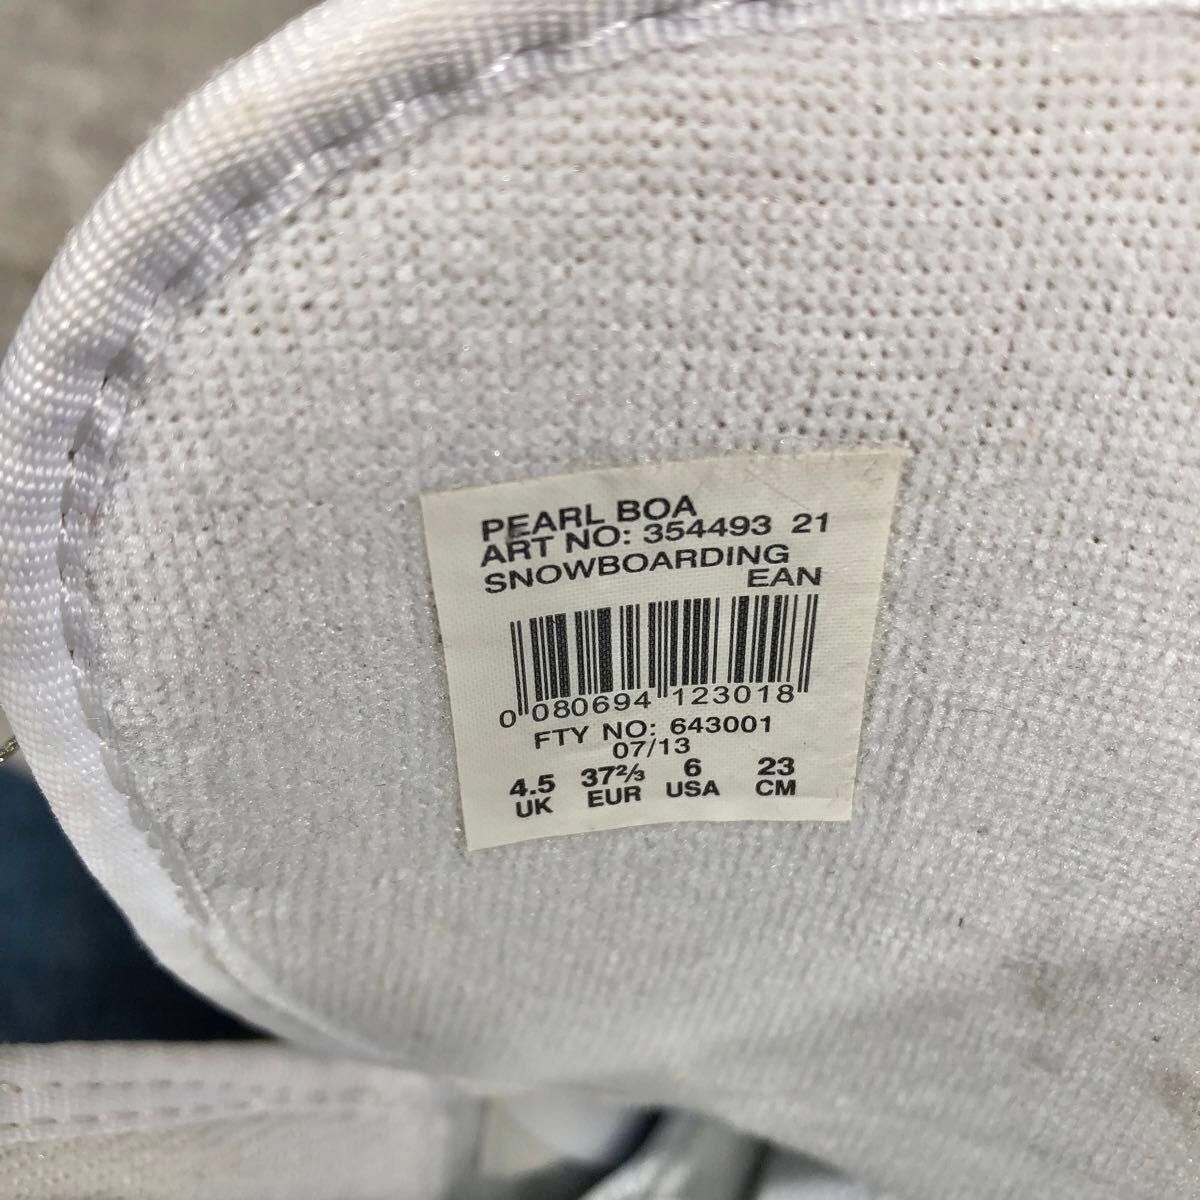 PEARL BOA
ART NO: 354493 21
SNOWBOARDING
EAN
0 080694 123018
FTY NO: 643001
07/13
4.5 37⅔ 6 23
UK EUR USA CM